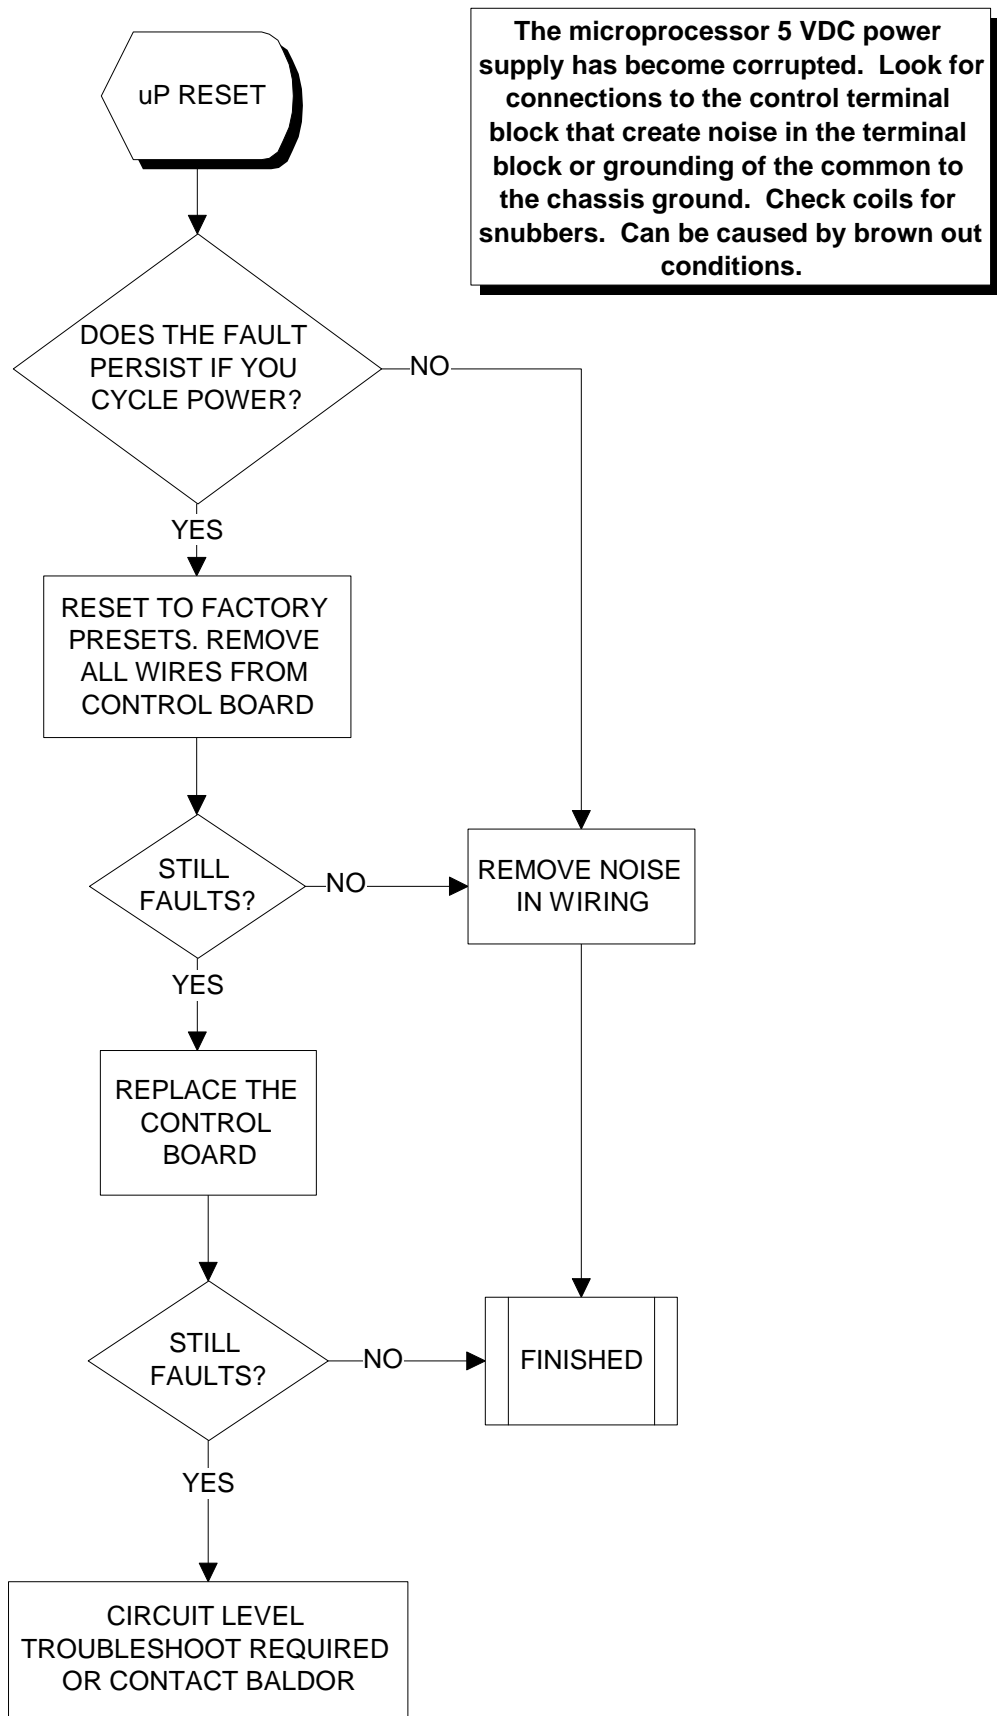 uP RESET
The microprocessor 5 VDC power
supply has become corrupted.  Look for
connections to the control terminal
block that create noise in the terminal
block or grounding of the common to
the chassis ground.  Check coils for
snubbers.  Can be caused by brown out
conditions.
DOES THE FAULT
PERSIST IF YOU
CYCLE POWER?
NO
YES
RESET TO FACTORY
PRESETS. REMOVE
ALL WIRES FROM
CONTROL BOARD
STILL
FAULTS?
NO
REMOVE NOISE
IN WIRING
YES
REPLACE THE
CONTROL
BOARD
STILL
FAULTS?
NO
FINISHED
YES
CIRCUIT LEVEL
TROUBLESHOOT REQUIRED
OR CONTACT BALDOR